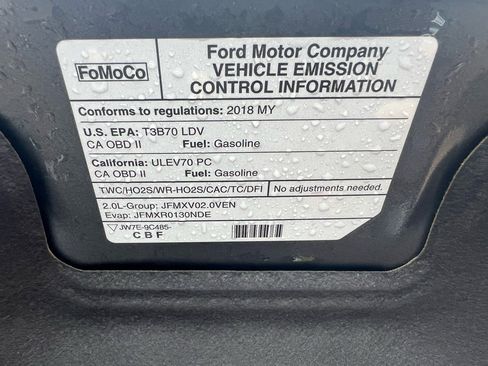 FoMoCo
Ford Motor Company
VEHICLE EMISSION
CONTROL INFORMATION
Conforms to regulations: 2018 MY
U.S. EPA: T3B70 LDV
CA OBD II Fuel: Gasoline
California: ULEV70 PC
CA OBD II Fuel: Gasoline
TWC/HO2S/WR-HO2S/CAC/TC/DFI No adjustments needed.
2.0L-Group: JFMXV02.0VEN
Evap: JFMXR0130NDE
JW7E-9C485-
CBF